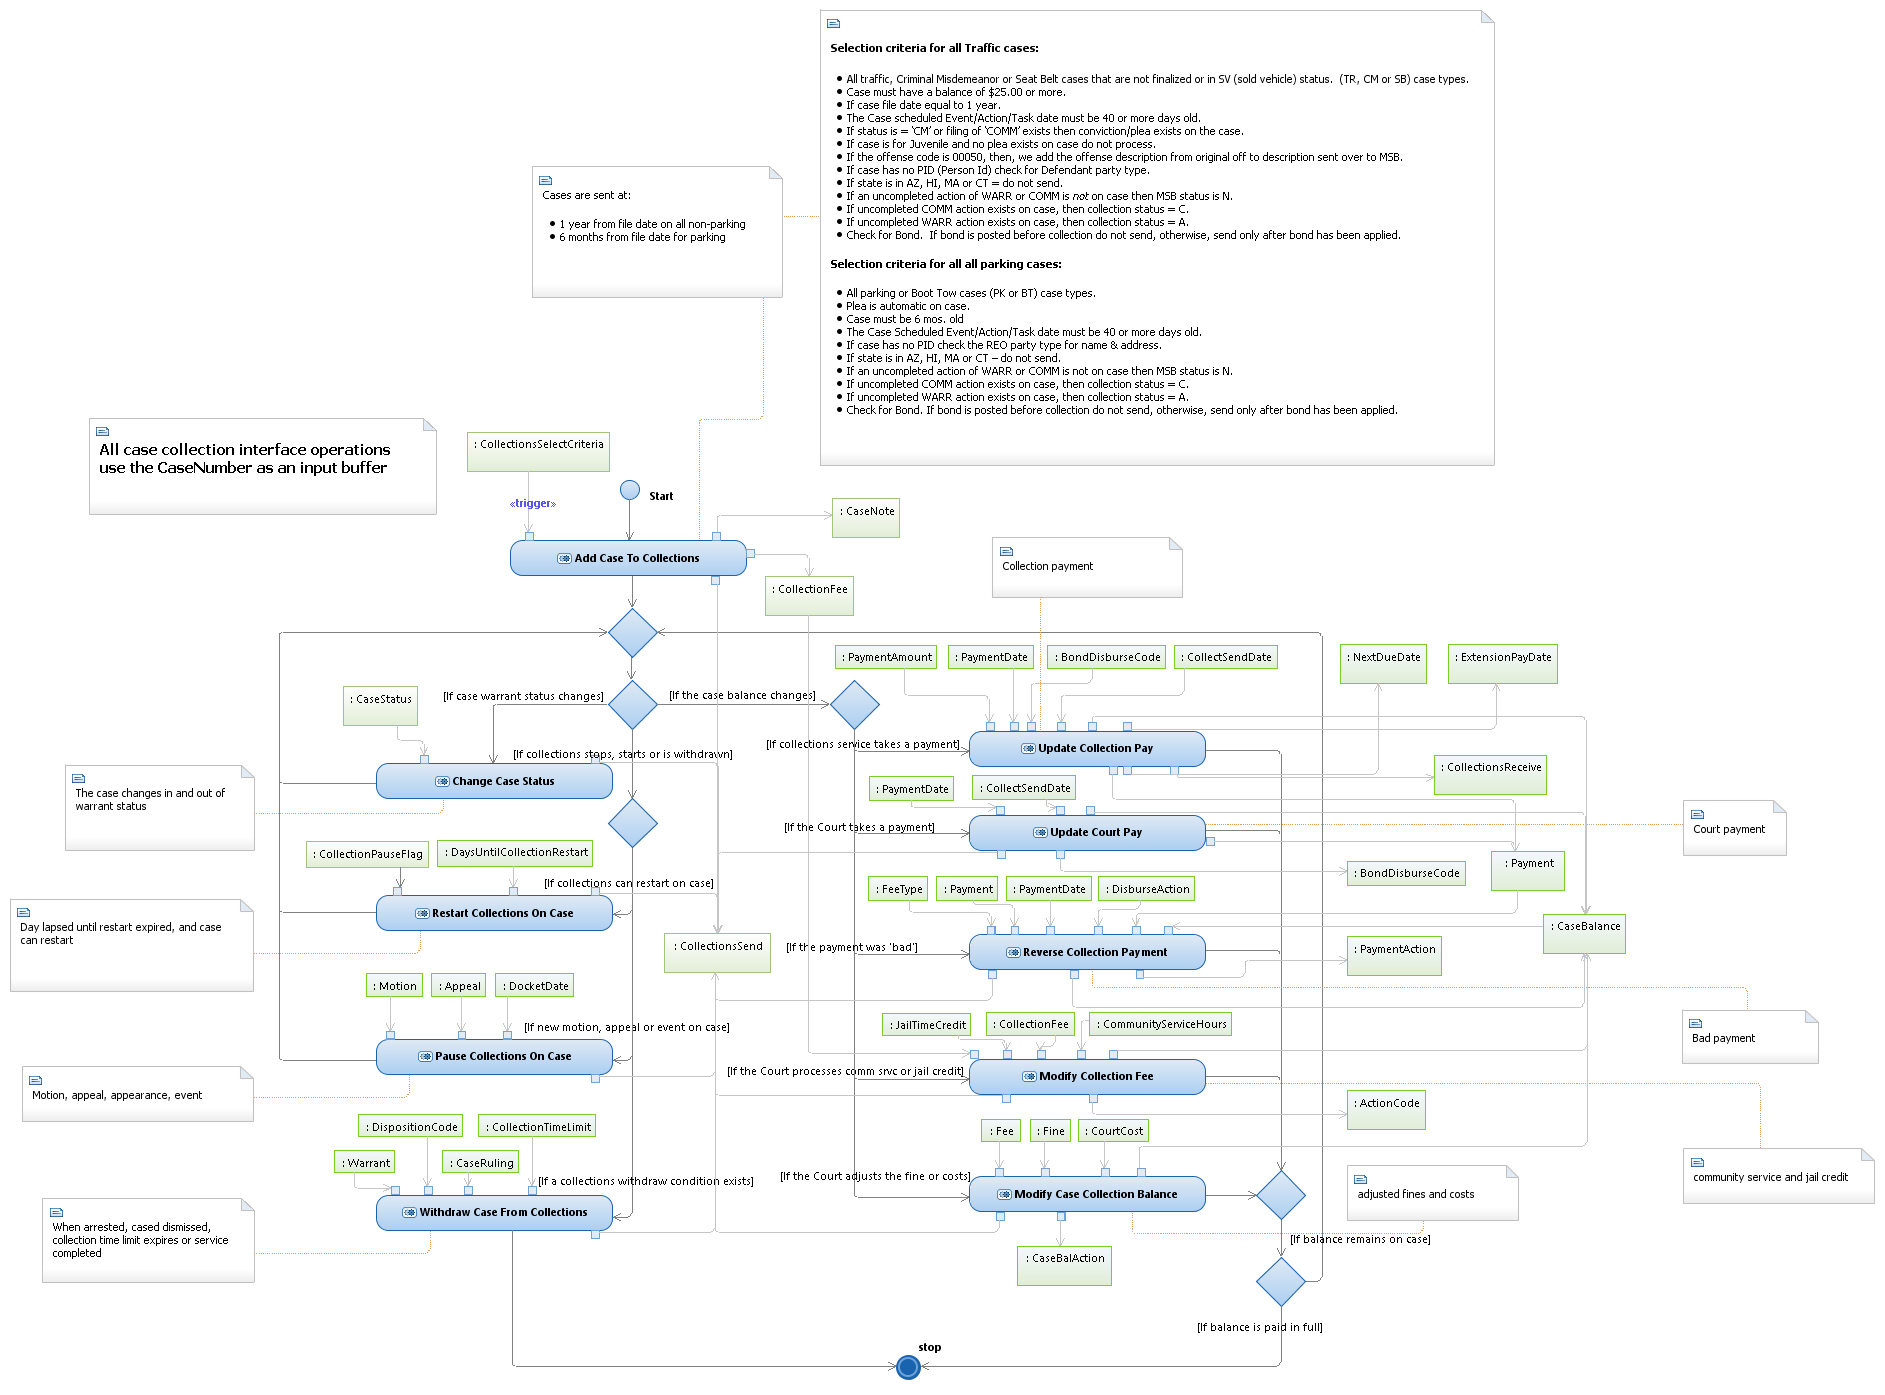 Selection criteria for all Traffic cases:
All traffic, Criminal Misdemeanor or Seat Belt cases that are not finalized or in SV (sold vehicle) status.  (TR, CM or SB) case types.
Case must have a balance of $25.00 or more.
If case file date equal to 1 year.
The Case scheduled Event/Action/Task date must be 40 or more days old.
If status is = ‘CM’ or filing of ‘COMM’ exists then conviction/plea exists on the case.
If case is for Juvenile and no plea exists on case do not process.
If the offense code is 00050, then, we add the offense description from original off to description sent over to MSB.
If case has no PID (Person Id) check for Defendant party type.
If state is in AZ, HI, MA or CT = do not send.
If an uncompleted action of WARR or COMM is not on case then MSB status is N.
If uncompleted COMM action exists on case, then collection status = C.
If uncompleted WARR action exists on case, then collection status = A.
Check for Bond.  If bond is posted before collection do not send, otherwise, send only after bond has been applied.
Selection criteria for all all parking cases:
All parking or Boot Tow cases (PK or BT) case types.
Plea is automatic on case.
Case must be 6 mos. old
The Case Scheduled Event/Action/Task date must be 40 or more days old.
If case has no PID check the REO party type for name & address.
If state is in AZ, HI, MA or CT – do not send.
If an uncompleted action of WARR or COMM is not on case then MSB status is N.
If uncompleted COMM action exists on case, then collection status = C.
If uncompleted WARR action exists on case, then collection status = A.
Check for Bond. If bond is posted before collection do not send, otherwise, send only after bond has been applied.
Cases are sent at:
1 year from file date on all non-parking
6 months from file date for parking
All case collection interface operations
use the CaseNumber as an input buffer
: CollectionsSelectCriteria
«trigger»
Start
: CaseNote
Add Case To Collections
: CollectionFee
Collection payment
: PaymentAmount
: PaymentDate
: BondDisburseCode
: CollectSendDate
: NextDueDate
: ExtensionPayDate
: CaseStatus
[If case warrant status changes]
[If the case balance changes]
[If collections stops, starts or is withdrawn]
[If collections service takes a payment]
Update Collection Pay
: CollectionsReceive
Change Case Status
The case changes in and out of
warrant status
: PaymentDate
: CollectSendDate
[If the Court takes a payment]
Update Court Pay
Court payment
: CollectionPauseFlag
: DaysUntilCollectionRestart
: Payment
: BondDisburseCode
[If collections can restart on case]
: FeeType
: Payment
: PaymentDate
: DisburseAction
Restart Collections On Case
Day lapsed until restart expired, and case
can restart
: CaseBalance
: CollectionsSend
[If the payment was 'bad']
Reverse Collection Payment
: PaymentAction
: Motion
: Appeal
: DocketDate
[If new motion, appeal or event on case]
: JailTimeCredit
: CollectionFee
: CommunityServiceHours
Bad payment
Pause Collections On Case
[If the Court processes comm srvc or jail credit]
Modify Collection Fee
Motion, appeal, appearance, event
: ActionCode
: DispositionCode
: CollectionTimeLimit
: Fee
: Fine
: CourtCost
: Warrant
: CaseRuling
[If a collections withdraw condition exists]
[If the Court adjusts the fine or costs]
Modify Case Collection Balance
adjusted fines and costs
community service and jail credit
Withdraw Case From Collections
When arrested, cased dismissed,
collection time limit expires or service
completed
: CaseBalAction
[If balance remains on case]
[If balance is paid in full]
stop